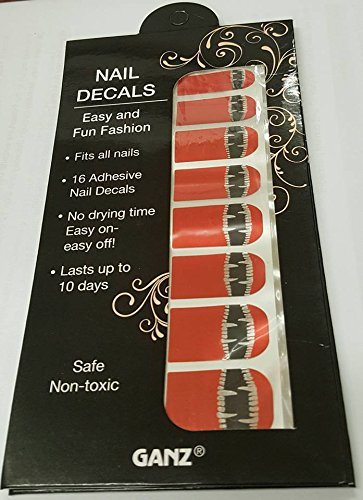 NAIL
DECALS
Easy and
Fun Fashion
• Fits all nails
• 16 Adhesive
Nail Decals
• No drying time
Easy on-
easy off!
• Lasts up to
10 days
Safe
Non-toxic
GANZ®